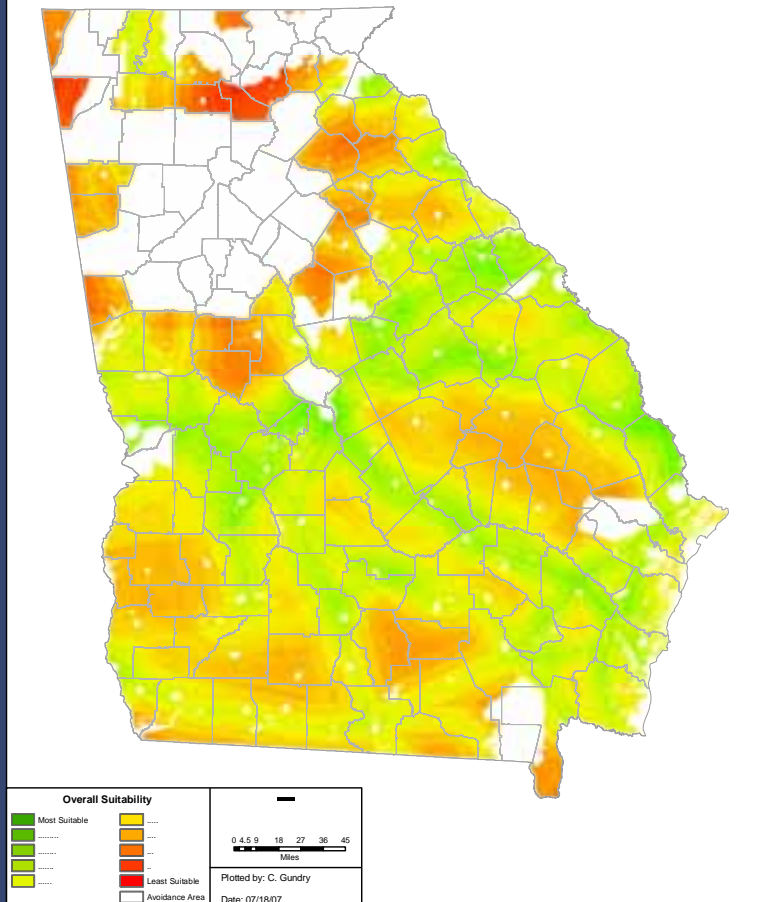 Overall Suitability
Most Suitable
.........
........
.......
......
.....
....
...
..
Least Suitable
Avoidance Area
0 4.5 9 18 27 36 45
Miles
Plotted by: C. Gundry
Date: 07/18/07